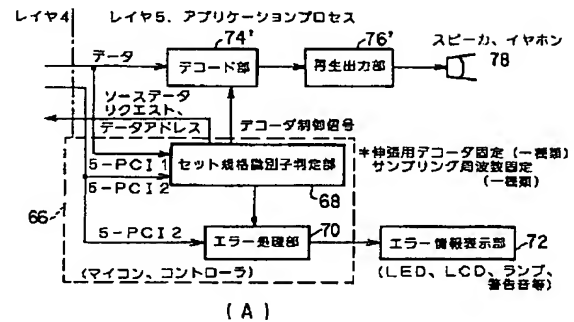 レイヤ4
レイヤ5. アプリケーションプロセス
74'
76'
スピーカ、イヤホン
78
データ
デコード部
再生出力部
ソースデータ
リクエスト、
データアドレス
デコーダ制御信号
5-PCI1
5-PCI2
セット規格識別子判定部
68
*伸張用デコーダ固定(一種類)
サンプリング周波数固定
(一種類)
66
5-PCI2
エラー処理部
70
エラー情報表示部
72
(マイコン、コントローラ)
(LED、LCD、ランプ、
警告音等)
(A)